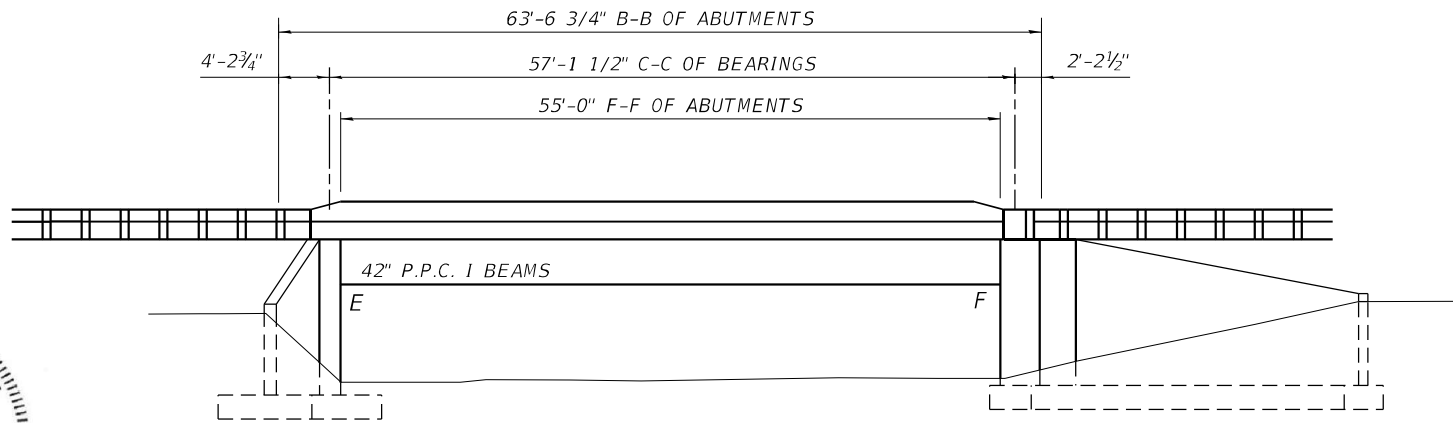 63'-6 3/4" B-B OF ABUTMENTS
4'-2¾" 57'-1 1/2" C-C OF BEARINGS 2'-2½"
55'-0" F-F OF ABUTMENTS
42" P.P.C. I BEAMS
E F